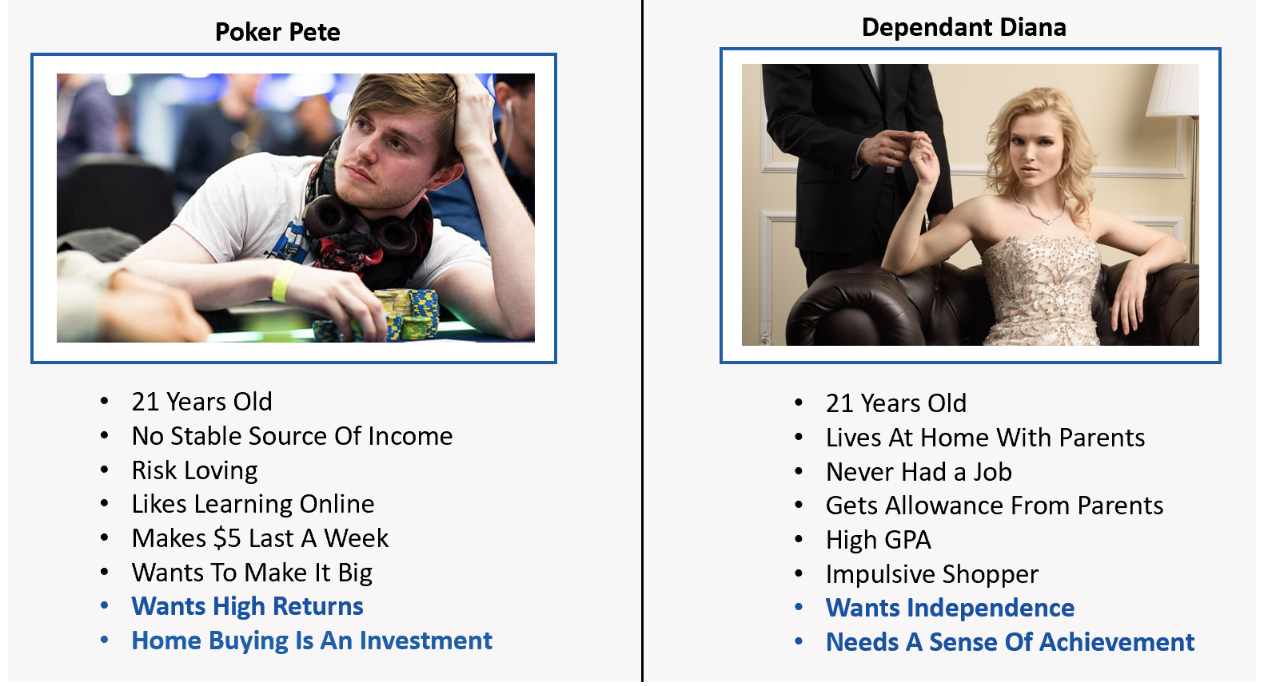 Poker Pete
21 Years Old
No Stable Source Of Income
Risk Loving
Likes Learning Online
Makes $5 Last A Week
Wants To Make It Big
Wants High Returns
Home Buying Is An Investment
Dependant Diana
21 Years Old
Lives At Home With Parents
Never Had a Job
Gets Allowance From Parents
High GPA
Impulsive Shopper
Wants Independence
Needs A Sense Of Achievement